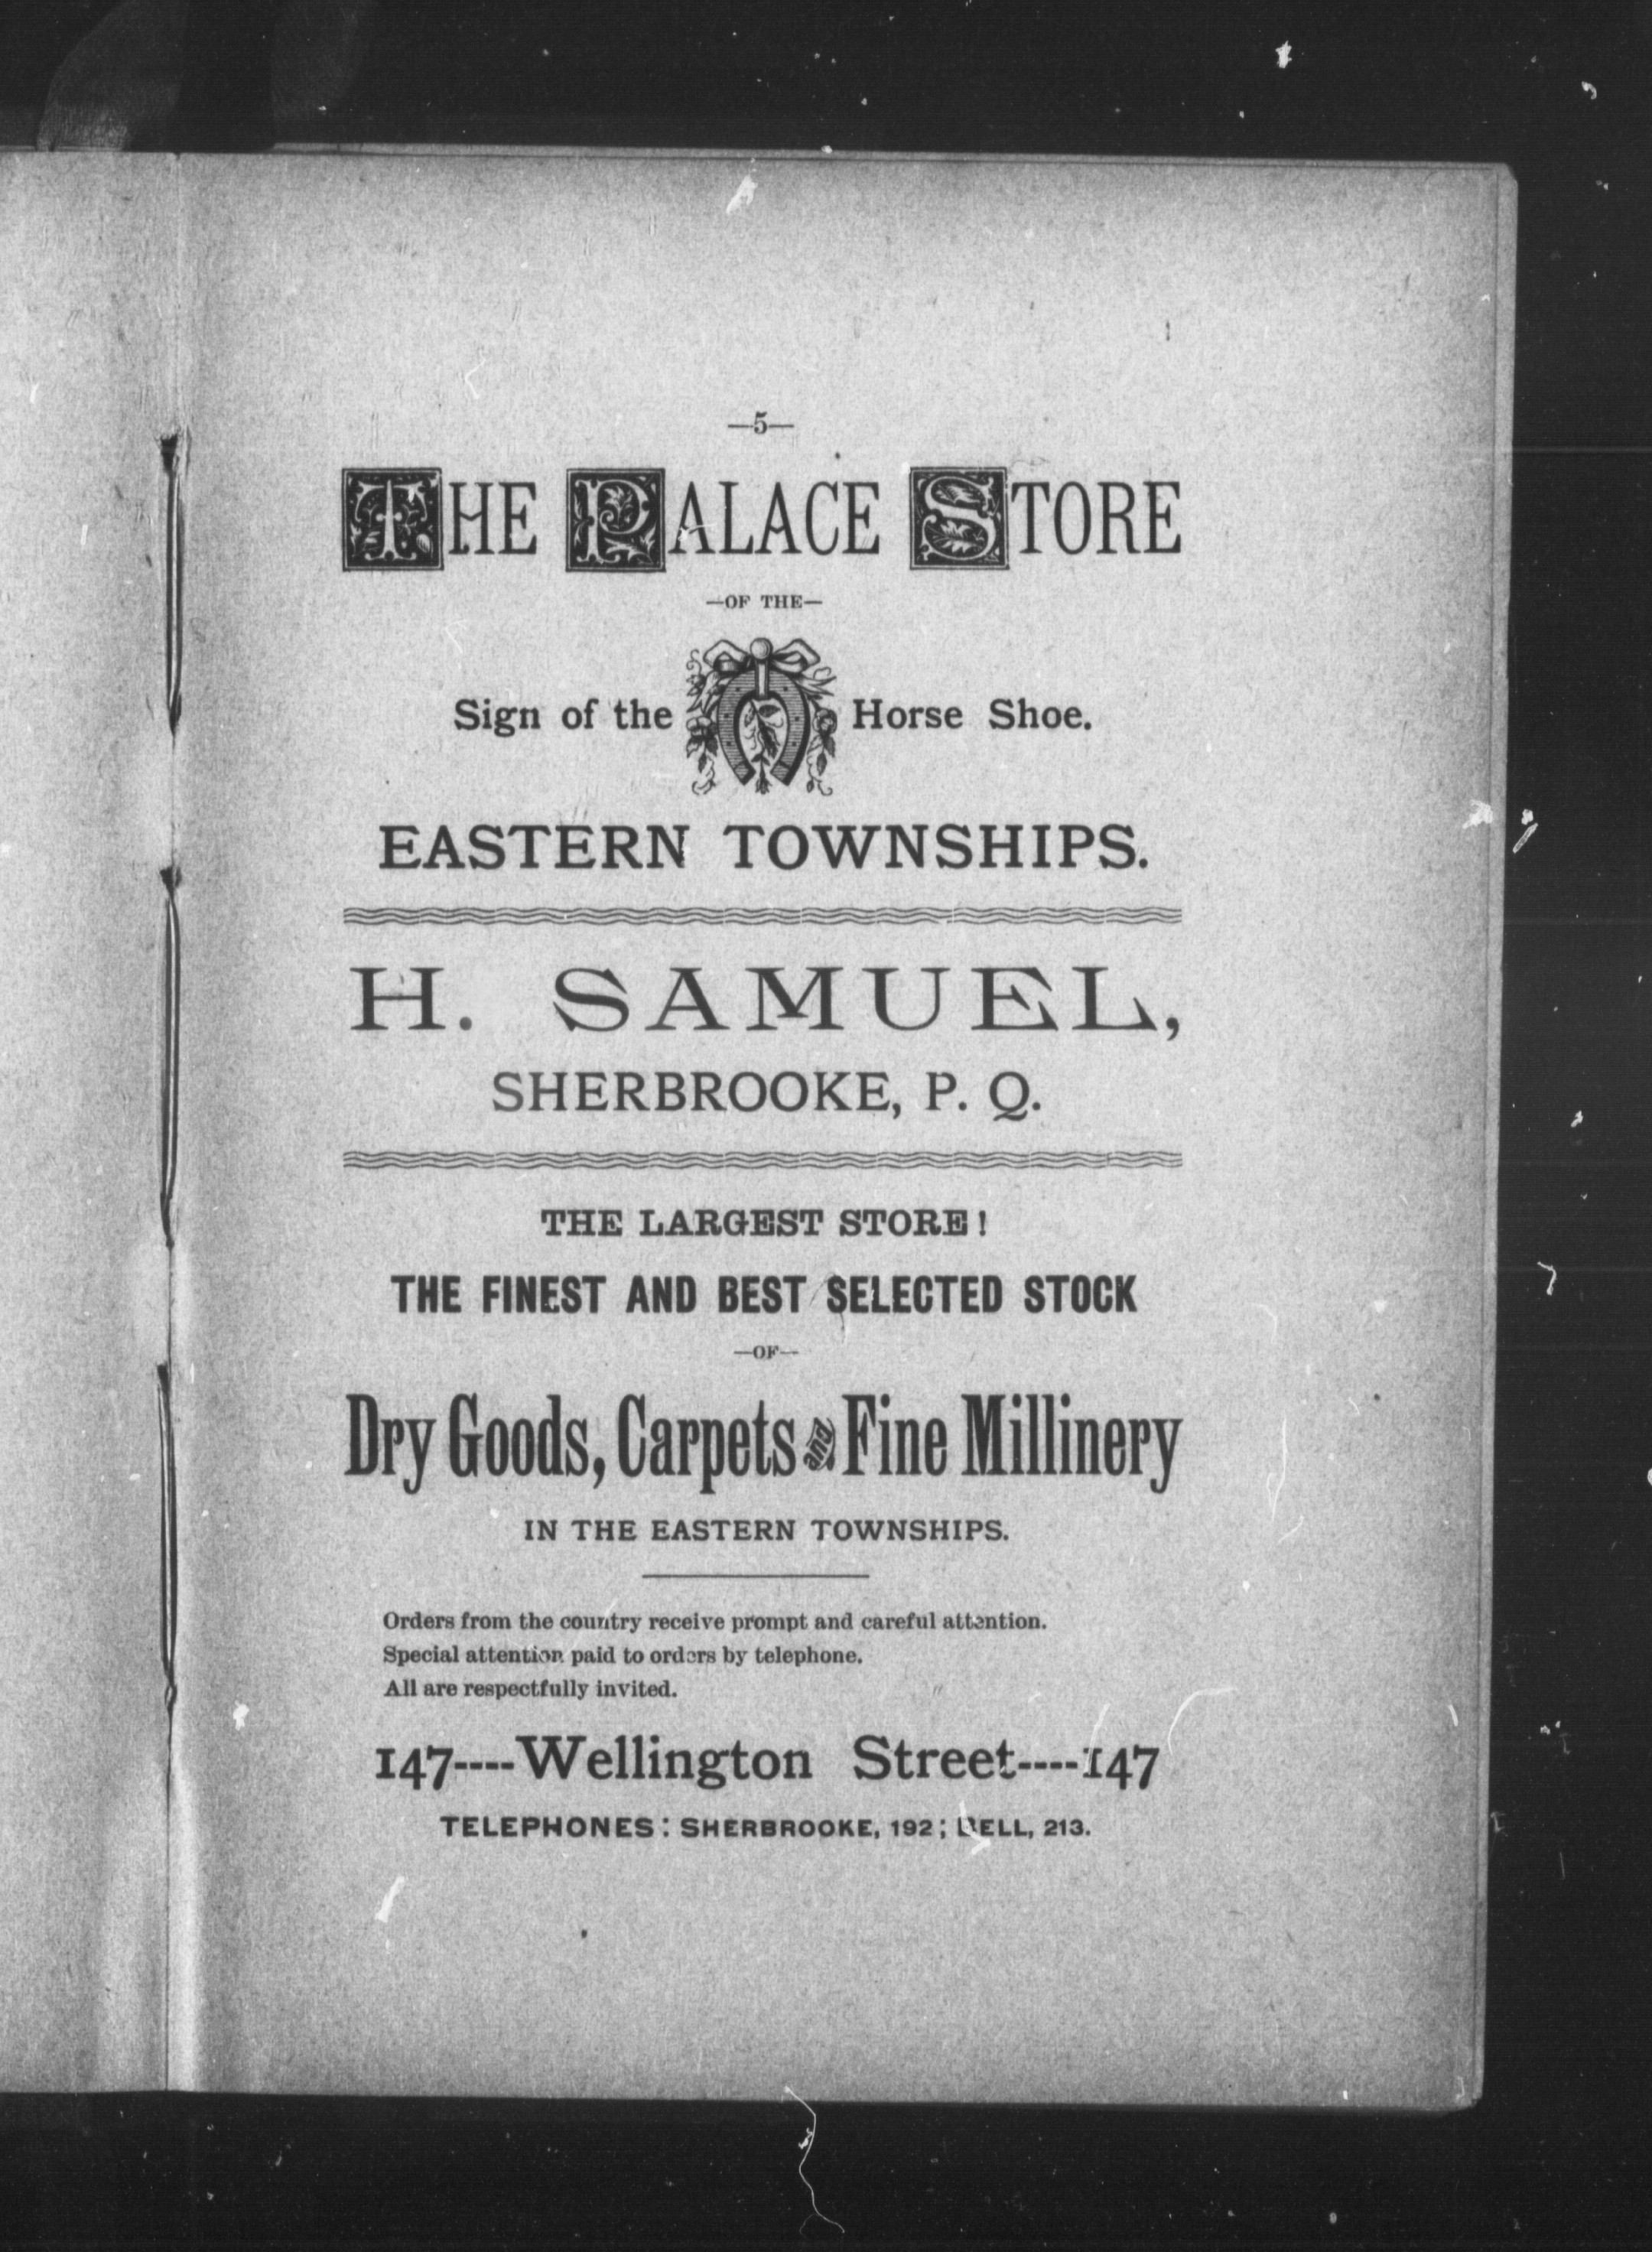 —5—
THE PALACE STORE
—OF THE—
Sign of the Horse Shoe.
EASTERN TOWNSHIPS.
H. SAMUEL,
SHERBROOKE, P. Q.
THE LARGEST STORE!
THE FINEST AND BEST SELECTED STOCK
—OF—
Dry Goods, Carpets and Fine Millinery
IN THE EASTERN TOWNSHIPS.
Orders from the country receive prompt and careful attention.
Special attention paid to orders by telephone.
All are respectfully invited.
147----Wellington Street----147
TELEPHONES: SHERBROOKE, 192; BELL, 213.